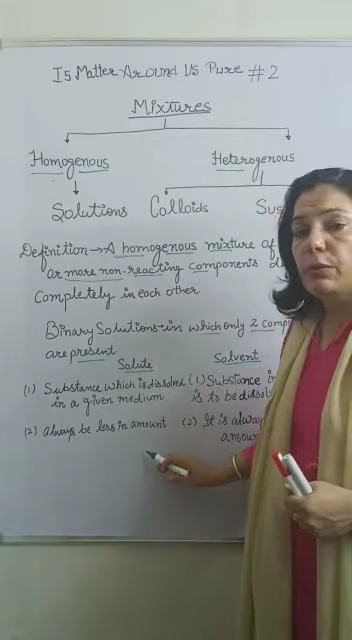 Is Matter Around Us Pure #2
Mixtures
Homogenous Heterogenous
Solutions Colloids Sus
Definition → A homogenous mixture of
or more non-reacting components d
completely in each other
Binary Solutions-in which only 2 comp
are present.
Solute Solvent
(1) Substance which is dissolved (1) Substance in
in a given medium is to be dissol
(2) Always be less in amount (2) It is alway
amoun